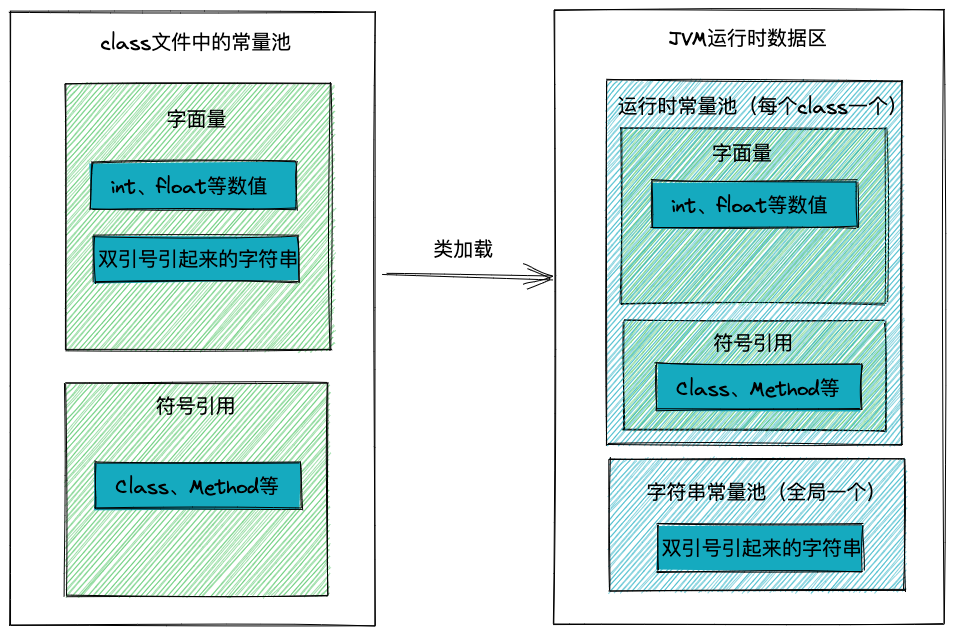 class文件中的常量池
字面量
int、float等数值
双引号引起来的字符串
符号引用
Class、Method等
类加载
JVM运行时数据区
运行时常量池（每个class一个）
字面量
int、float等数值
符号引用
Class、Method等
字符串常量池（全局一个）
双引号引起来的字符串